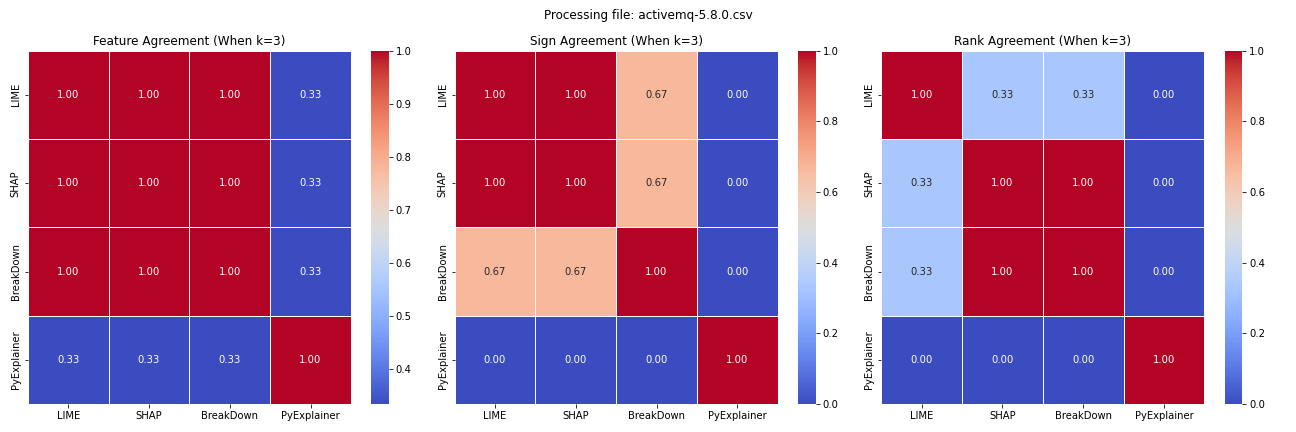 Processing file: activemq-5.8.0.csv
Feature Agreement (When k=3)
LIME
1.00 1.00 1.00 0.33
SHAP
1.00 1.00 1.00 0.33
BreakDown
1.00 1.00 1.00 0.33
PyExplainer
0.33 0.33 0.33 1.00
LIME SHAP BreakDown PyExplainer
1.0
0.9
0.8
0.7
0.6
0.5
0.4
Sign Agreement (When k=3)
LIME
1.00 1.00 0.67 0.00
SHAP
1.00 1.00 0.67 0.00
BreakDown
0.67 0.67 1.00 0.00
PyExplainer
0.00 0.00 0.00 1.00
LIME SHAP BreakDown PyExplainer
1.0
0.8
0.6
0.4
0.2
0.0
Rank Agreement (When k=3)
LIME
1.00 0.33 0.33 0.00
SHAP
0.33 1.00 1.00 0.00
BreakDown
0.33 1.00 1.00 0.00
PyExplainer
0.00 0.00 0.00 1.00
LIME SHAP BreakDown PyExplainer
1.0
0.8
0.6
0.4
0.2
0.0